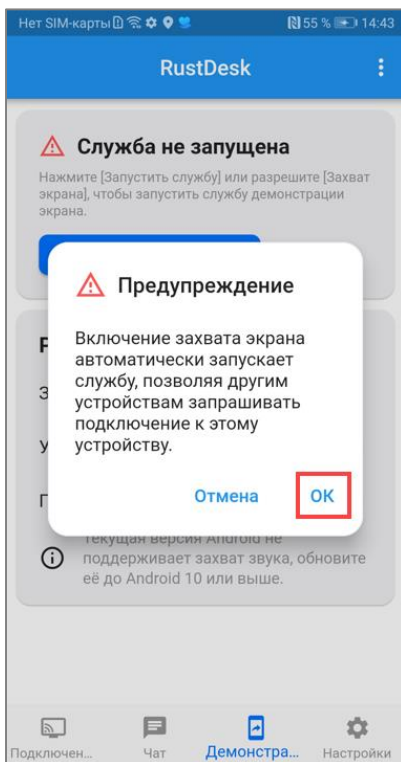 Нет SIM-карты 55 % 14:43
RustDesk
Служба не запущена
Нажмите [Запустить службу] или разрешите [Захват
экрана], чтобы запустить службу демонстрации
экрана.
Предупреждение
Включение захвата экрана
автоматически запускает
службу, позволяя другим
устройствам запрашивать
подключение к этому
устройству.
Отмена ОК
Текущая версия Android не
поддерживает захват звука, обновите
её до Android 10 или выше.
Подключен... Чат Демонстра... Настройки